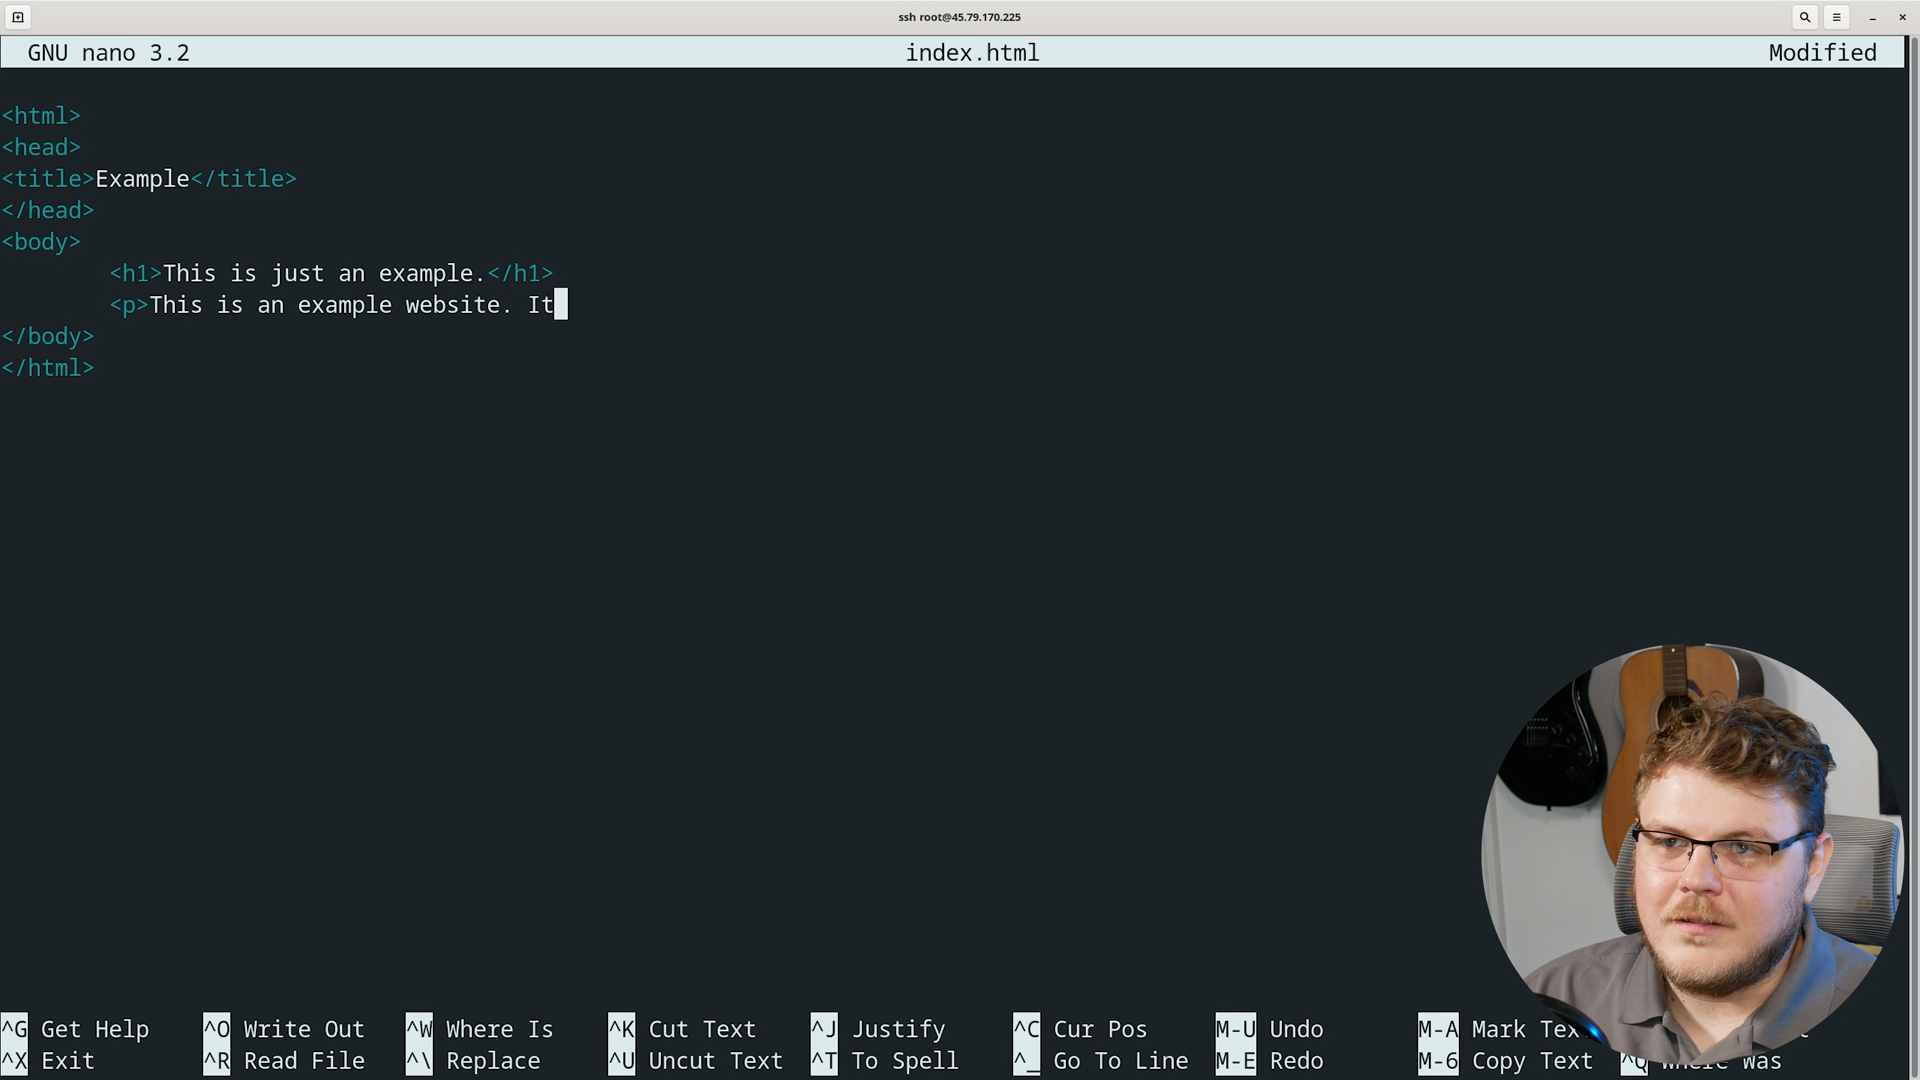 ssh root@45.79.170.225
GNU nano 3.2 index.html Modified
<html>
<head>
<title>Example</title>
</head>
<body>
<h1>This is just an example.</h1>
<p>This is an example website. It
</body>
</html>
^G Get Help ^O Write Out ^W Where Is ^K Cut Text ^J Justify ^C Cur Pos M-U Undo M-A Mark Tex
^X Exit ^R Read File ^\ Replace ^U Uncut Text ^T To Spell ^_ Go To Line M-E Redo M-6 Copy Text ^Q Where Was